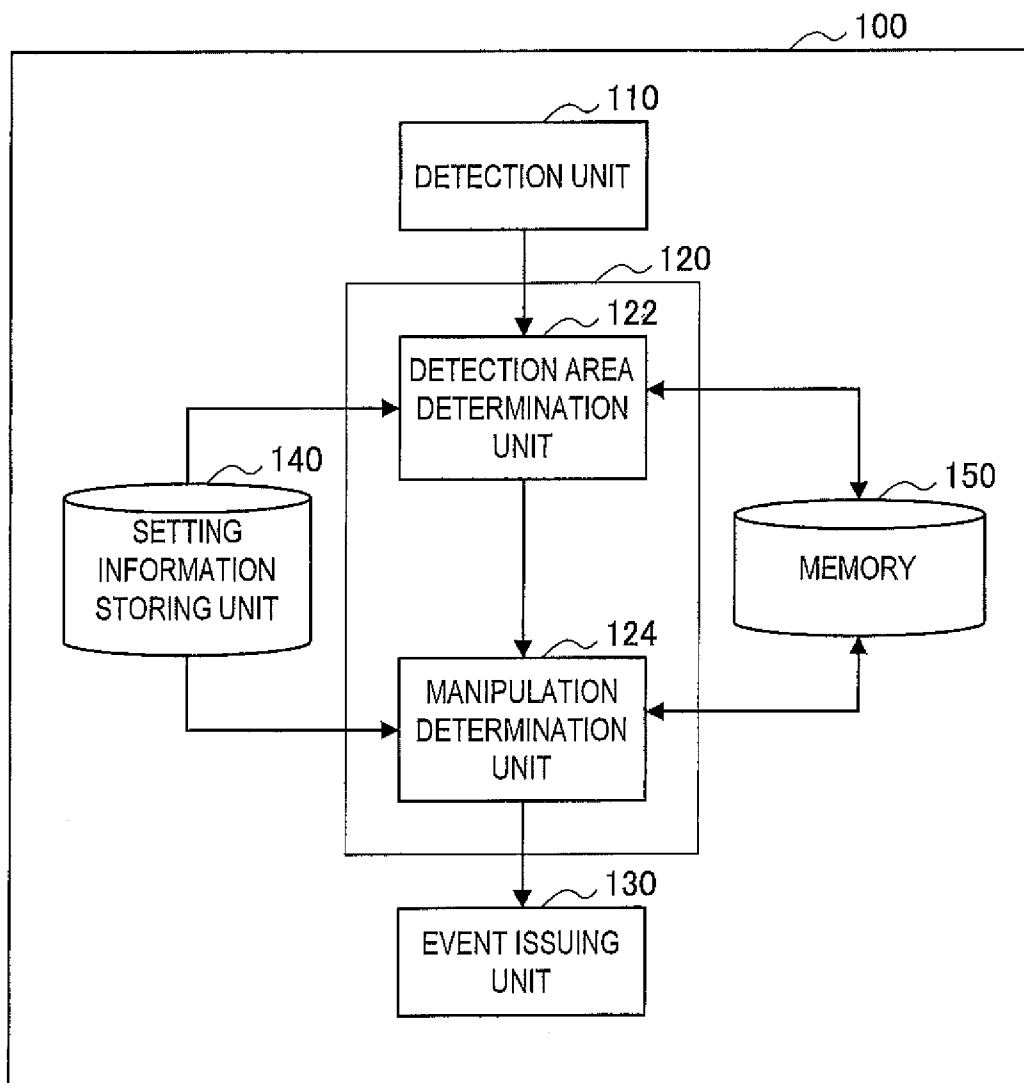 100
110
DETECTION UNIT
120
122
DETECTION AREA
DETERMINATION
UNIT
140
SETTING
INFORMATION
STORING UNIT
150
MEMORY
124
MANIPULATION
DETERMINATION
UNIT
130
EVENT ISSUING
UNIT